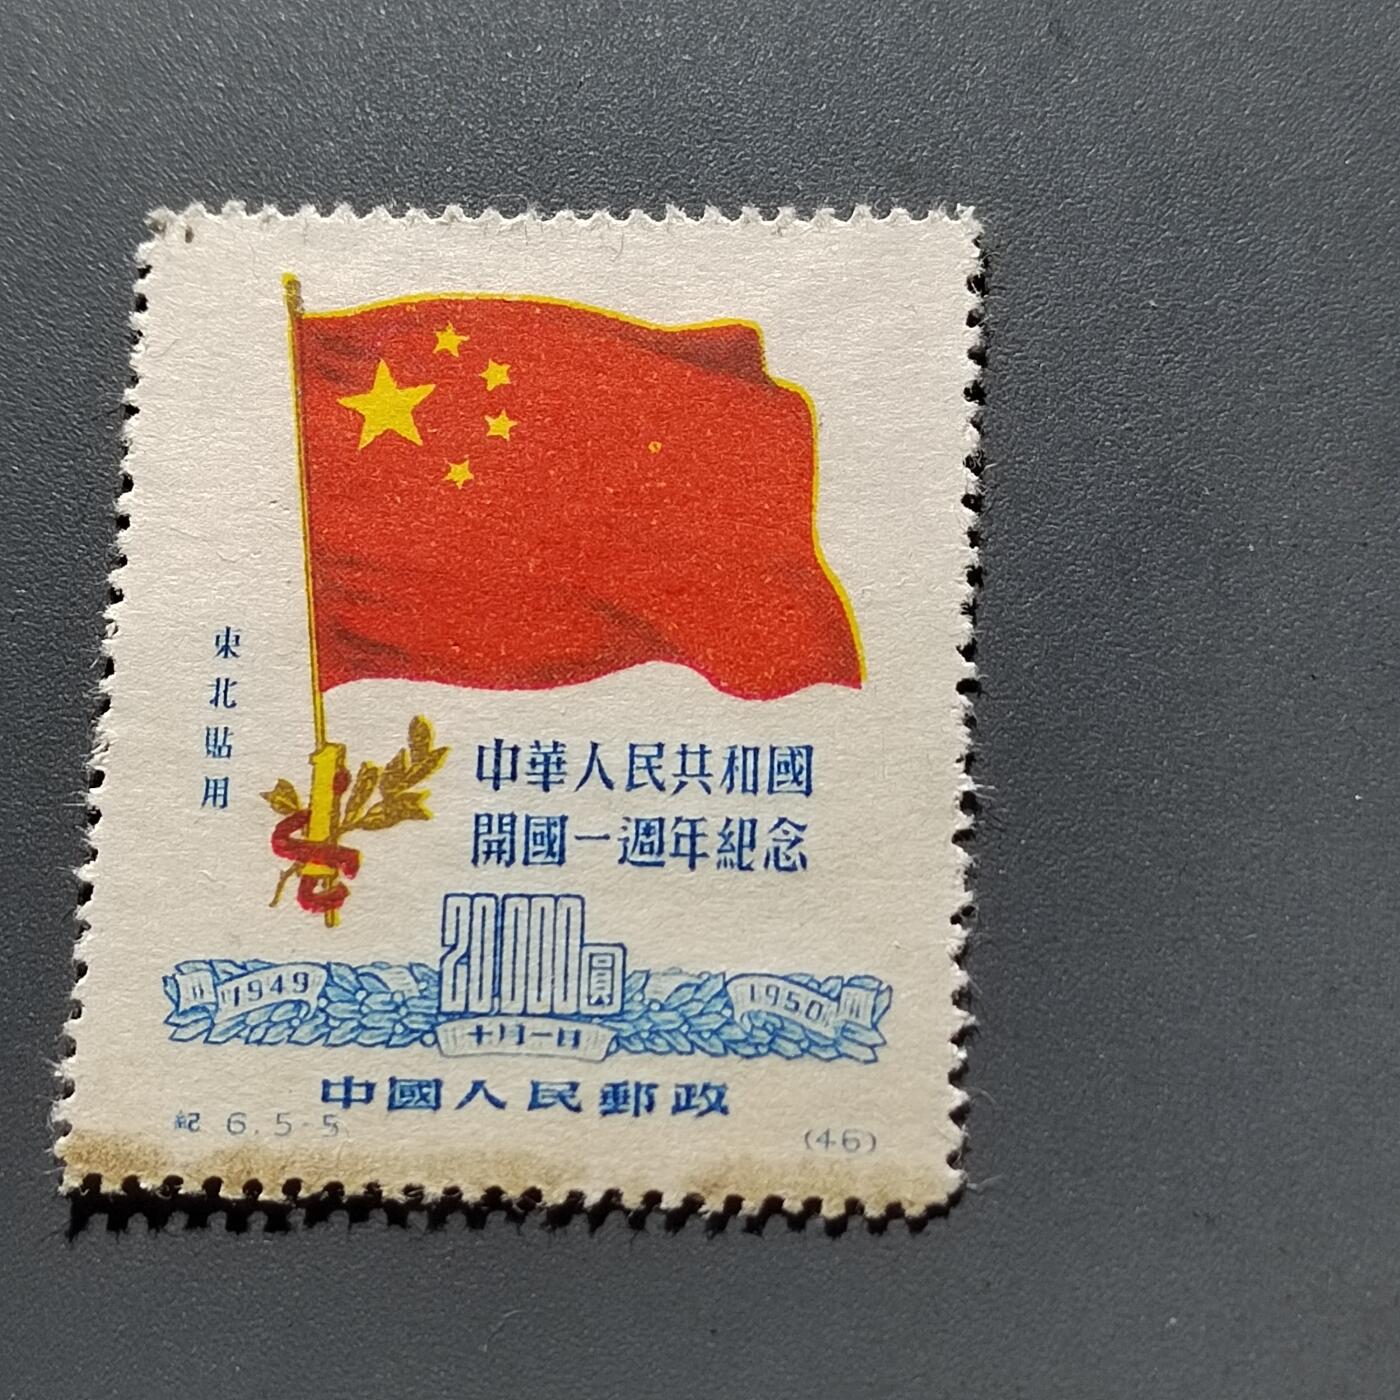 東北貼用
中華人民共和國
開國一週年紀念
20.000圓
1949
1950
十月一日
中國人民郵政
紀 6.5-5
(46)